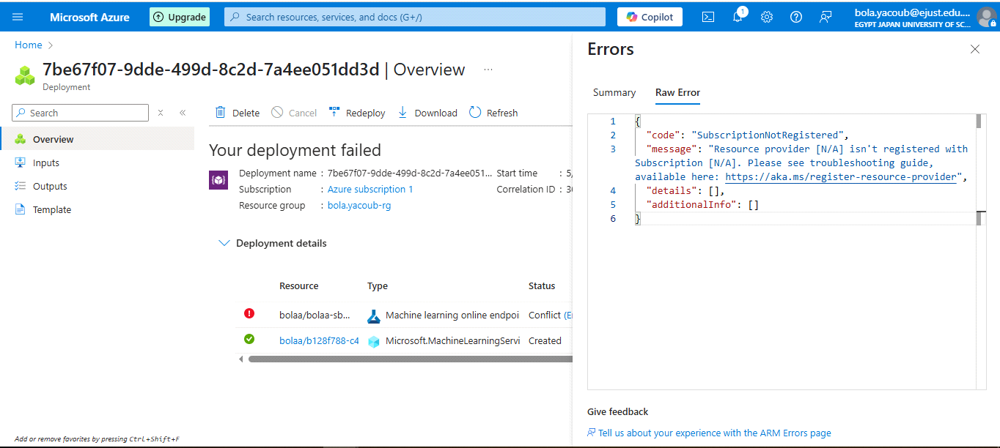 Microsoft Azure
Upgrade
Search resources, services, and docs (G+/)
Copilot
1
bola.yacoub@ejust.edu....
EGYPT JAPAN UNIVERSITY OF SC...
Home
7be67f07-9dde-499d-8c2d-7a4ee051dd3d | Overview ...
Deployment
Search
Overview
Inputs
Outputs
Template
Delete
Cancel
Redeploy
Download
Refresh
Your deployment failed
Deployment name : 7be67f07-9dde-499d-8c2d-7a4ee051...
Subscription : Azure subscription 1
Resource group : bola.yacoub-rg
Start time : 5/
Correlation ID :
Deployment details
Resource Type Status
bolaa/bolaa-sb... Machine learning online endpoi Conflict
bolaa/b128f788-c4 Microsoft.MachineLearningServi Created
Add or remove favorites by pressing Ctrl+Shift+F
Errors
Summary
Raw Error
1 {
2 "code": "SubscriptionNotRegistered",
3 "message": "Resource provider [N/A] isn't registered with
Subscription [N/A]. Please see troubleshooting guide,
available here: https://aka.ms/register-resource-provider",
4 "details": [],
5 "additionalInfo": []
6 }
Give feedback
Tell us about your experience with the ARM Errors page